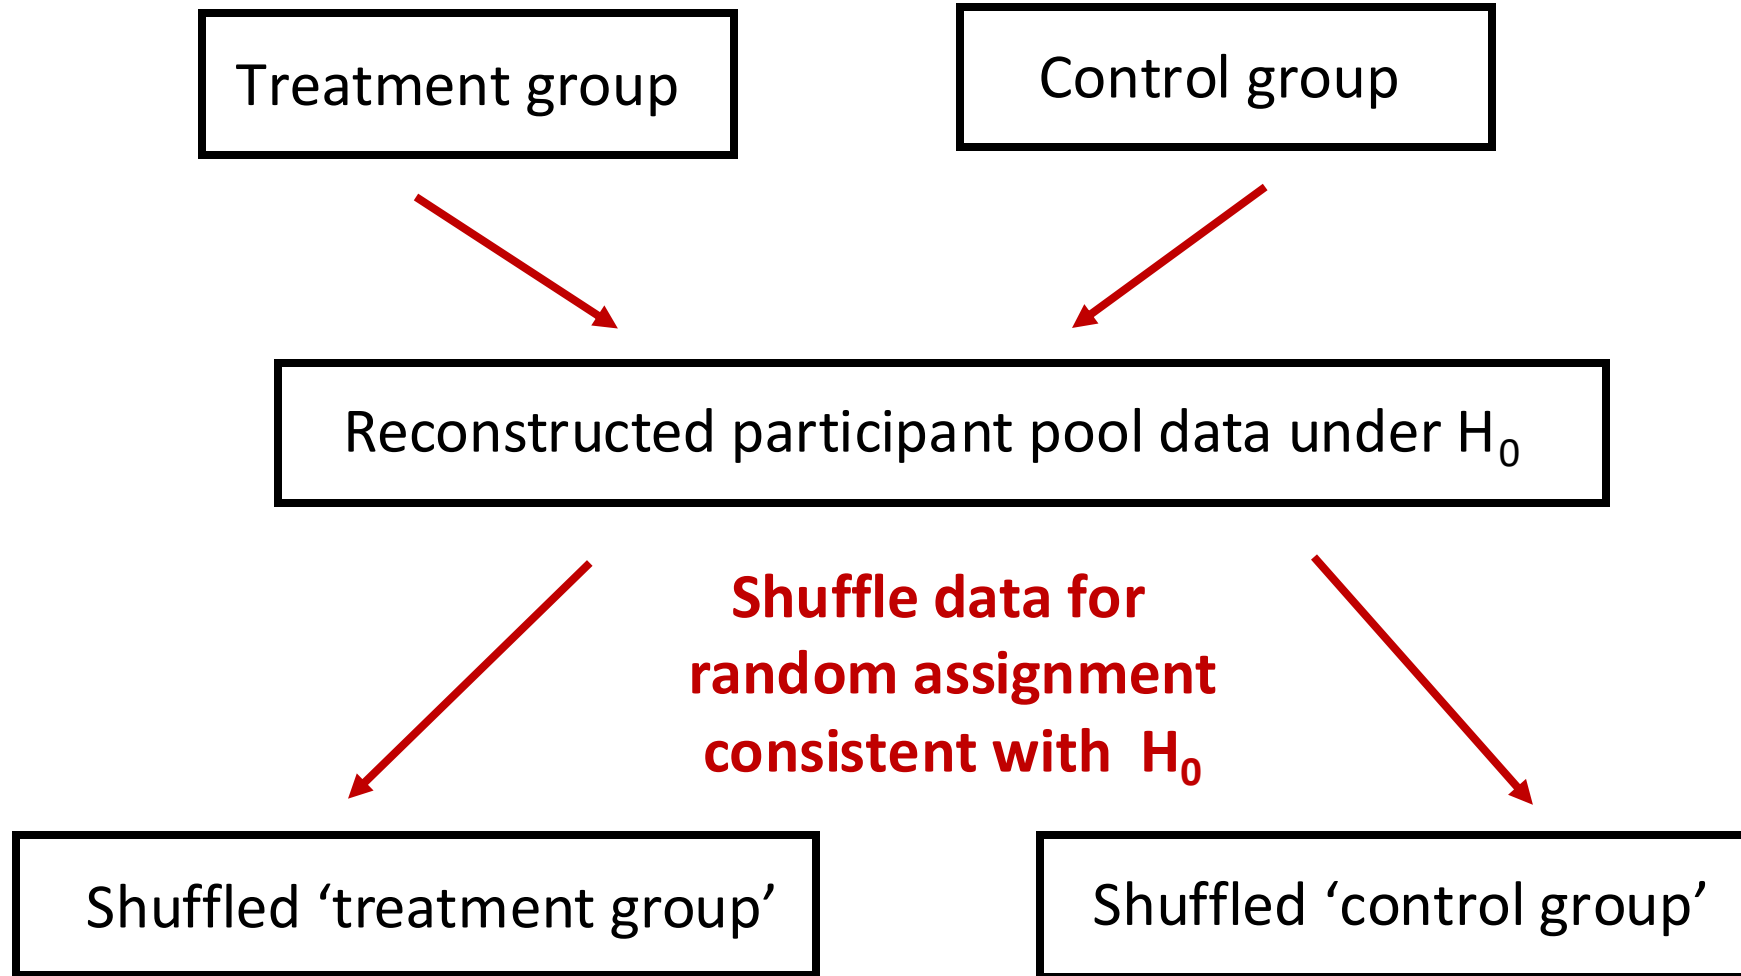 Treatment group
Control group
Reconstructed participant pool data under H₀
Shuffle data for
random assignment
consistent with H₀
Shuffled ‘treatment group’
Shuffled ‘control group’